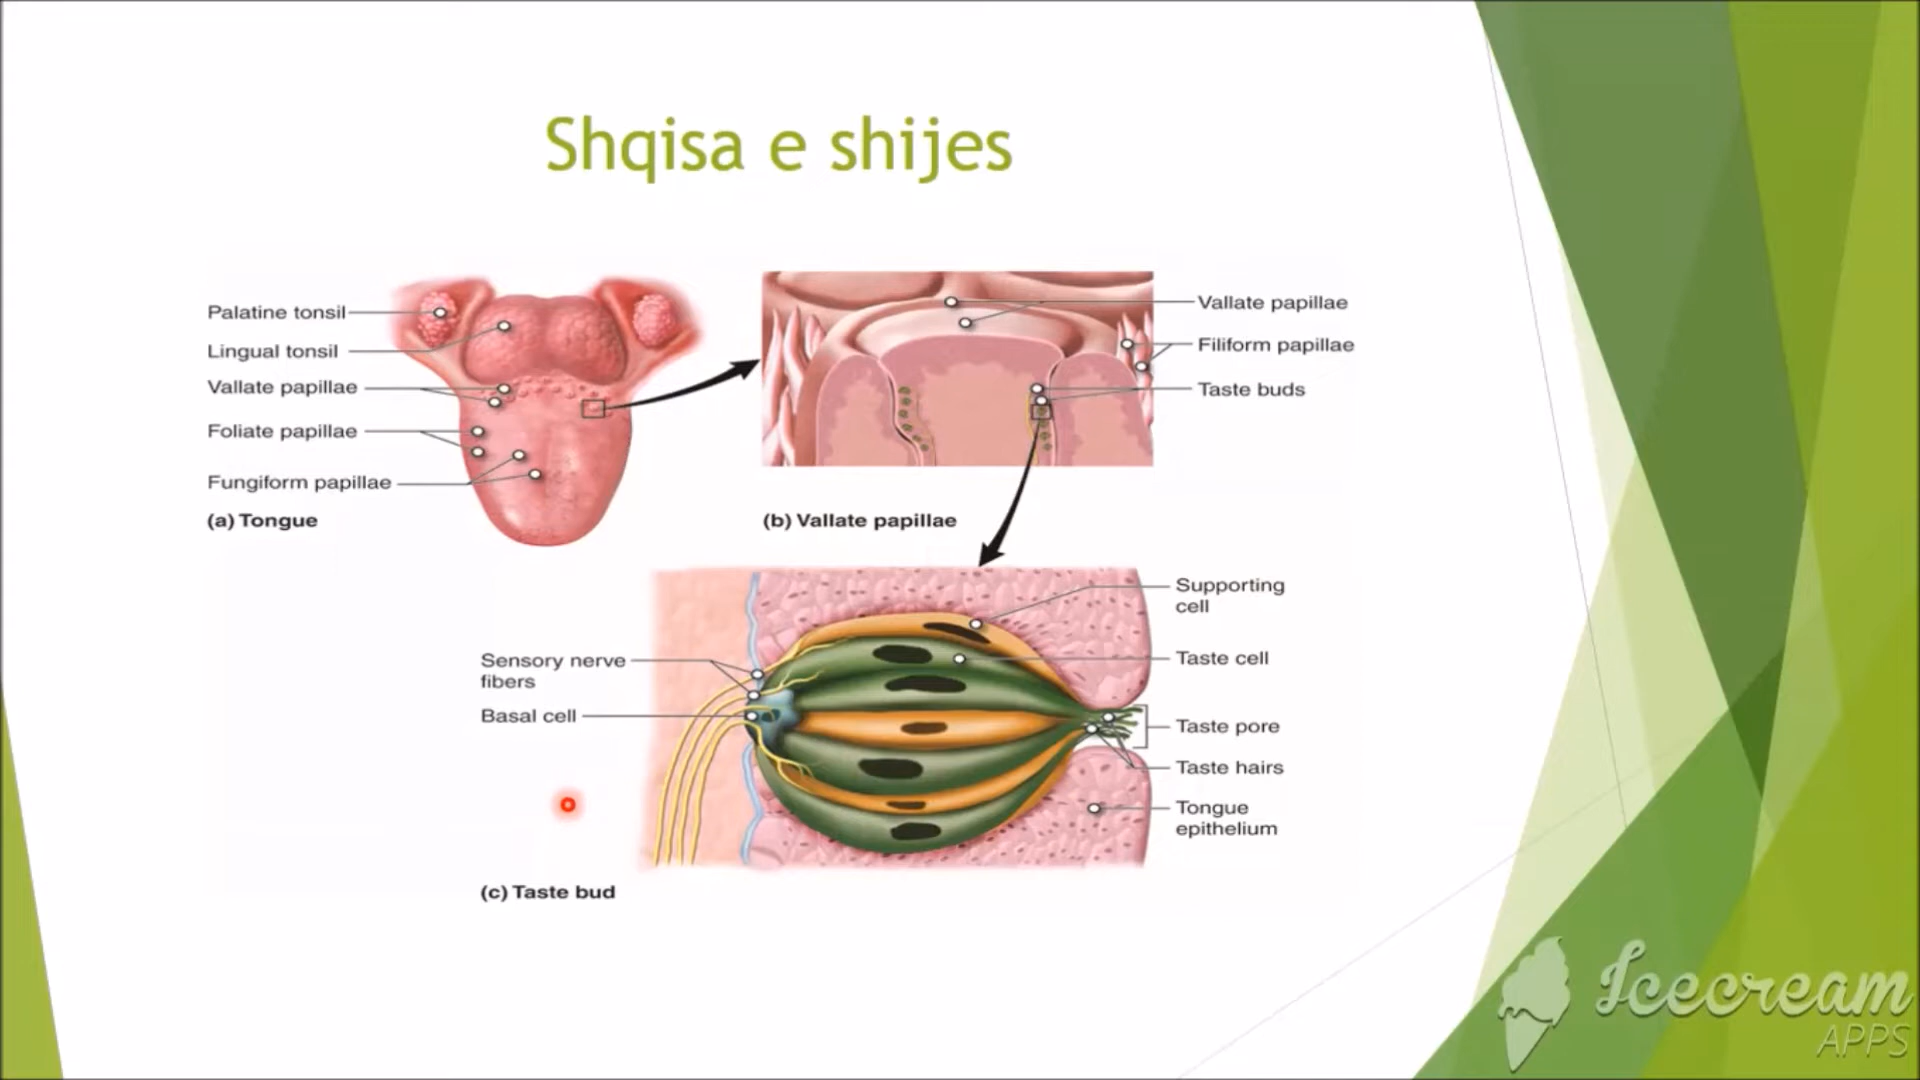 Shqisa e shijes
Palatine tonsil
Lingual tonsil
Vallate papillae
Foliate papillae
Fungiform papillae
(a) Tongue
Vallate papillae
Filiform papillae
Taste buds
(b) Vallate papillae
Sensory nerve
fibers
Basal cell
Supporting
cell
Taste cell
Taste pore
Taste hairs
Tongue
epithelium
(c) Taste bud
Icecream
APPS